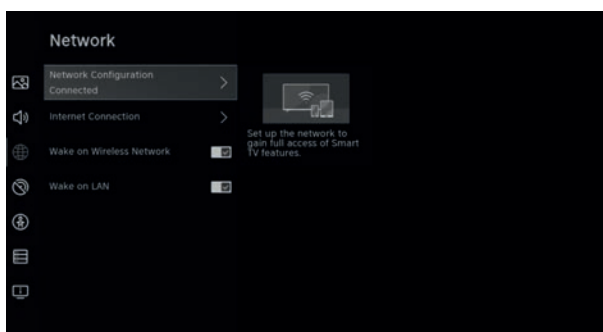 Network
Network Configuration
Connected
Internet Connection
Wake on Wireless Network
Wake on LAN
Set up the network to
gain full access of Smart
TV features.